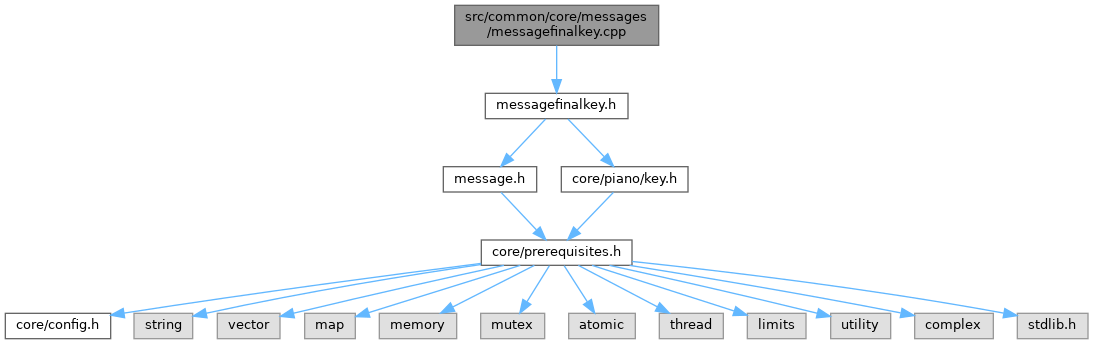 src/common/core/messages
/messagefinalkey.cpp
messagefinalkey.h
message.h
core/piano/key.h
core/prerequisites.h
core/config.h
string
vector
map
memory
mutex
atomic
thread
limits
utility
complex
stdlib.h